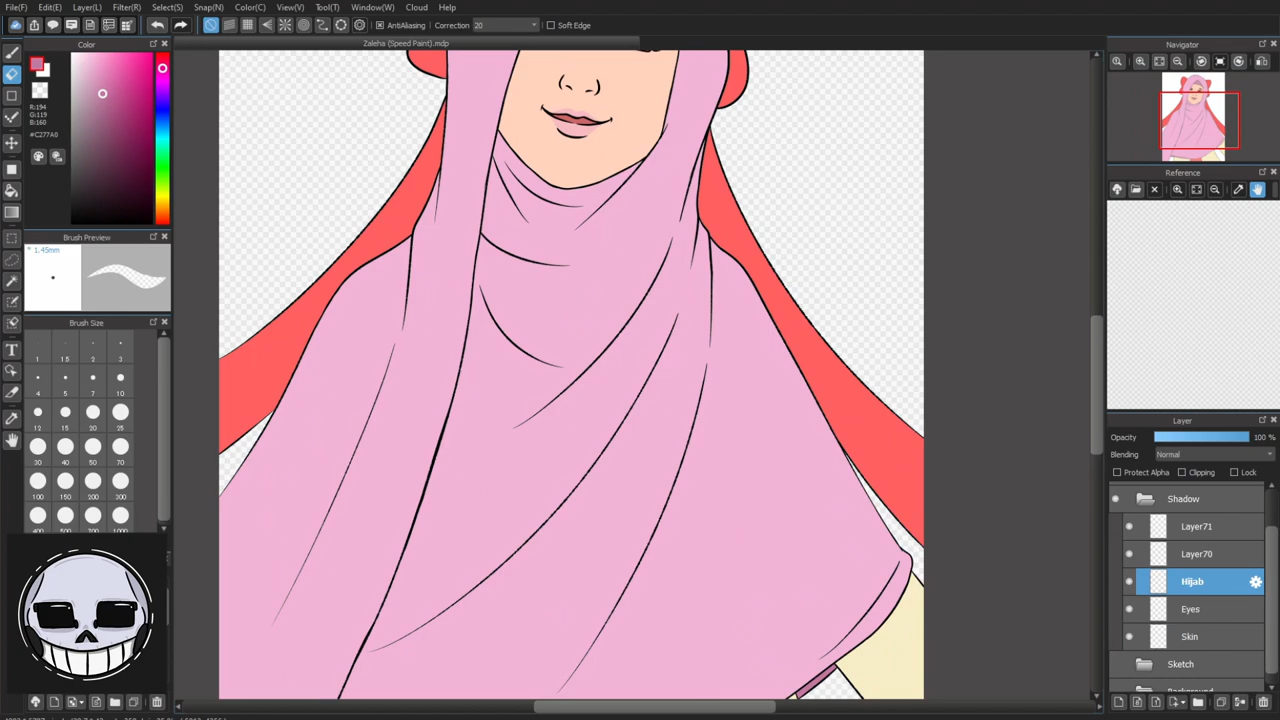 File(F) Edit(E) Layer(L) Filter(R) Select(S) Snap(N) Color(C) View(V) Tool(T) Window(W) Cloud Help
AntiAliasing Correction 20 Soft Edge
Zaleha (Speed Paint).mdp
Color
R:194
G:119
B:160
#C277A0
Brush Preview
* 1.45mm
Brush Size
1 1.5 2 3
4 5 7 10
12 15 20 25
30 40 50 70
100 150 200 300
400 500 700 1000
Navigator
Reference
Layer
Opacity 100 %
Blending Normal
Protect Alpha Clipping Lock
Shadow
Layer71
Layer70
Hijab
Eyes
Skin
Sketch
Background